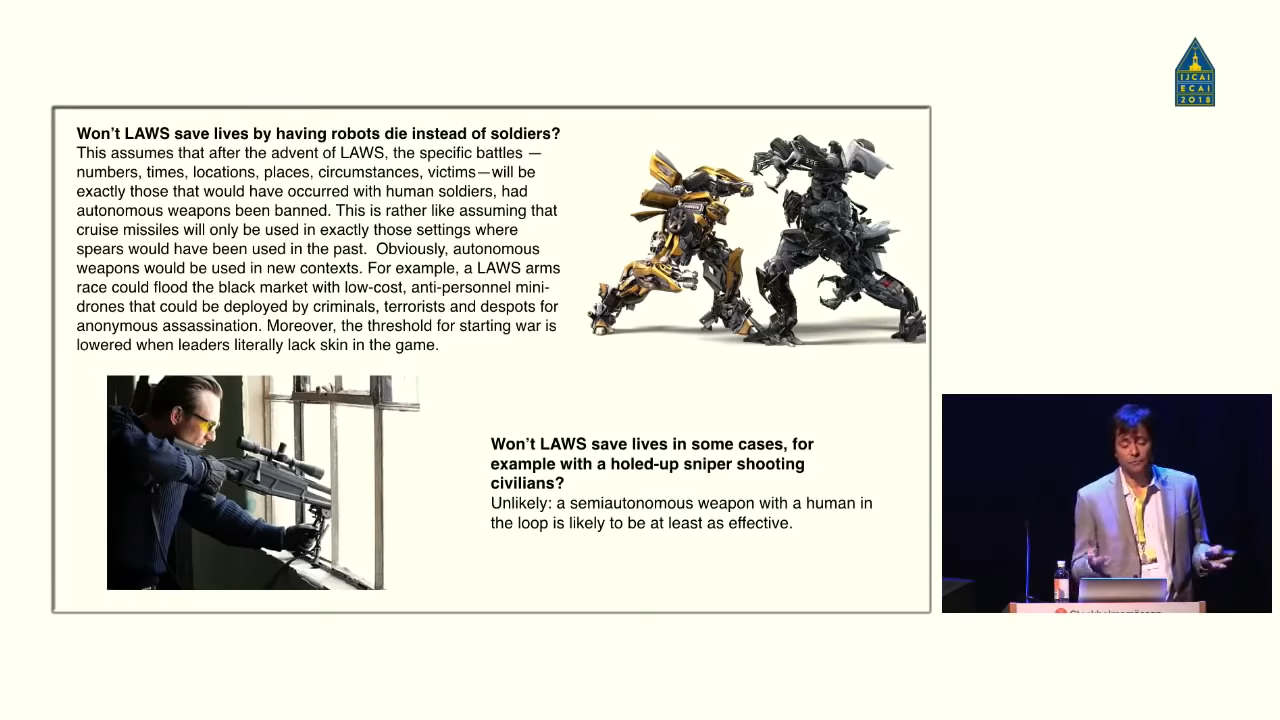 IJCAI
ECAI
2018
Won't LAWS save lives by having robots die instead of soldiers?
This assumes that after the advent of LAWS, the specific battles —
numbers, times, locations, places, circumstances, victims—will be
exactly those that would have occurred with human soldiers, had
autonomous weapons been banned. This is rather like assuming that
cruise missiles will only be used in exactly those settings where
spears would have been used in the past.  Obviously, autonomous
weapons would be used in new contexts. For example, a LAWS arms
race could flood the black market with low-cost, anti-personnel mini-
drones that could be deployed by criminals, terrorists and despots for
anonymous assassination. Moreover, the threshold for starting war is
lowered when leaders literally lack skin in the game.
Won't LAWS save lives in some cases, for
example with a holed-up sniper shooting
civilians?
Unlikely: a semiautonomous weapon with a human in
the loop is likely to be at least as effective.